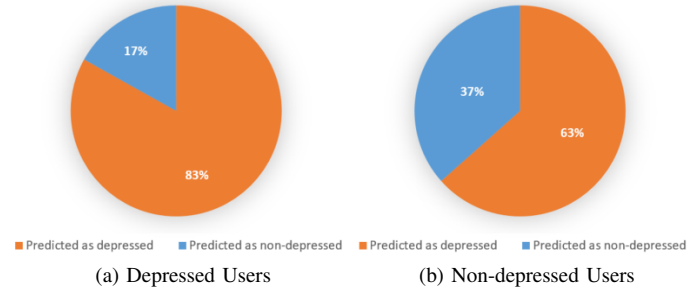 17%
83%
37%
63%
Predicted as depressed Predicted as non-depressed Predicted as depressed Predicted as non-depressed
(a) Depressed Users (b) Non-depressed Users